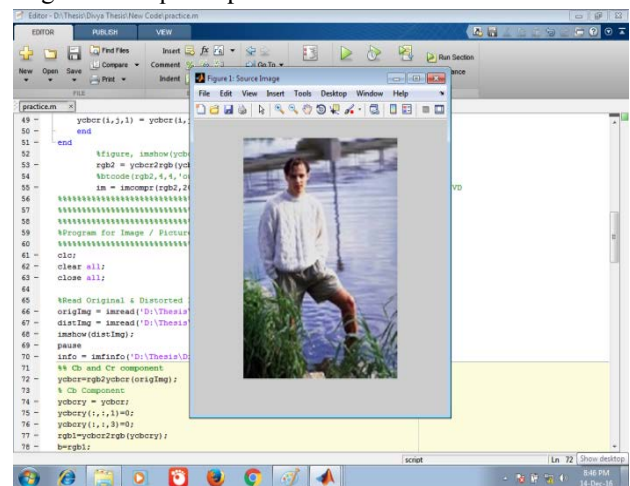 Editor - D:\Thesis\Divya Thesis\New Code\practice.m
EDITOR PUBLISH VIEW
New Open Save
Find Files
Compare
Print
Insert fx
Comment
Indent
Go To
Run Section
FILE
practice.m
Figure 1: Source Image
File Edit View Insert Tools Desktop Window Help
49 - ycbcr(i,j,1) = ycbcr(i,
50 - end
51 - end
52 %figure, imshow(ycbc
53 - rgb2 = ycbcr2rgb(ycb
54 %btcode(rgb2,4,4,'o
55 - im = imcompr(rgb2,2
56 %%%%%%%%%%%%%%%%%%%%%%%%%%%
57 %%%%%%%%%%%%%%%%%%%%%%%%%%%
58 %%%%%%%%%%%%%%%%%%%%%%%%%%%
59 %Program for Image / Picture
60 %%%%%%%%%%%%%%%%%%%%%%%%%%%
61 - clc;
62 - clear all;
63 - close all;
64
65 %Read Original & Distorted
66 - origImg = imread('D:\Thesis\
67 - distImg = imread('D:\Thesis\
68 - imshow(distImg);
69 - pause
70 - info = imfinfo('D:\Thesis\D
71 %% Cb and Cr component
72 - ycbcr=rgb2ycbcr(origImg);
73 % Cb Component
74 - ycbcry = ycbcr;
75 - ycbcry(:,:,1)=0;
76 - ycbcry(:,:,3)=0;
77 - rgb1=ycbcr2rgb(ycbcry);
78 - b=rgb1;
script Ln 72
Show desktop
8:46 PM
14-Dec-16